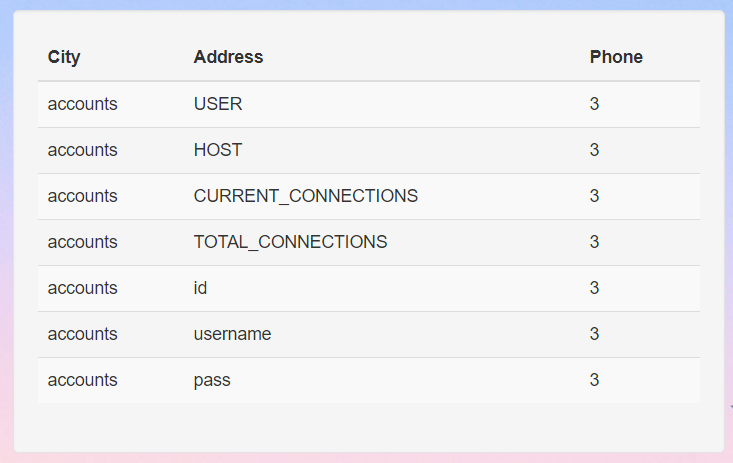 City Address Phone
accounts USER 3
accounts HOST 3
accounts CURRENT_CONNECTIONS 3
accounts TOTAL_CONNECTIONS 3
accounts id 3
accounts username 3
accounts pass 3